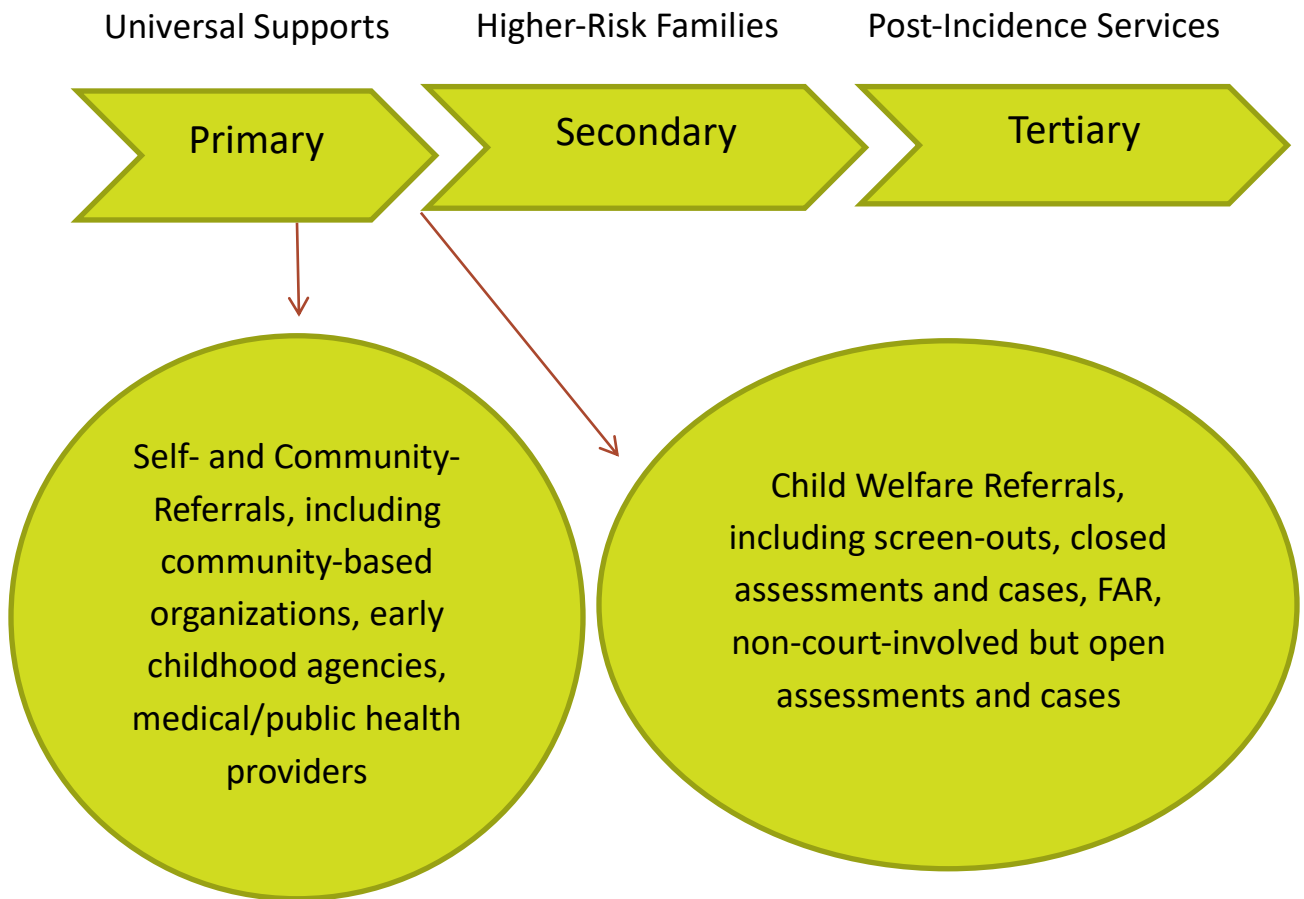 Universal Supports
Higher-Risk Families
Post-Incidence Services
Primary
Secondary
Tertiary
Self- and Community-
Referrals, including
community-based
organizations, early
childhood agencies,
medical/public health
providers
Child Welfare Referrals,
including screen-outs, closed
assessments and cases, FAR,
non-court-involved but open
assessments and cases